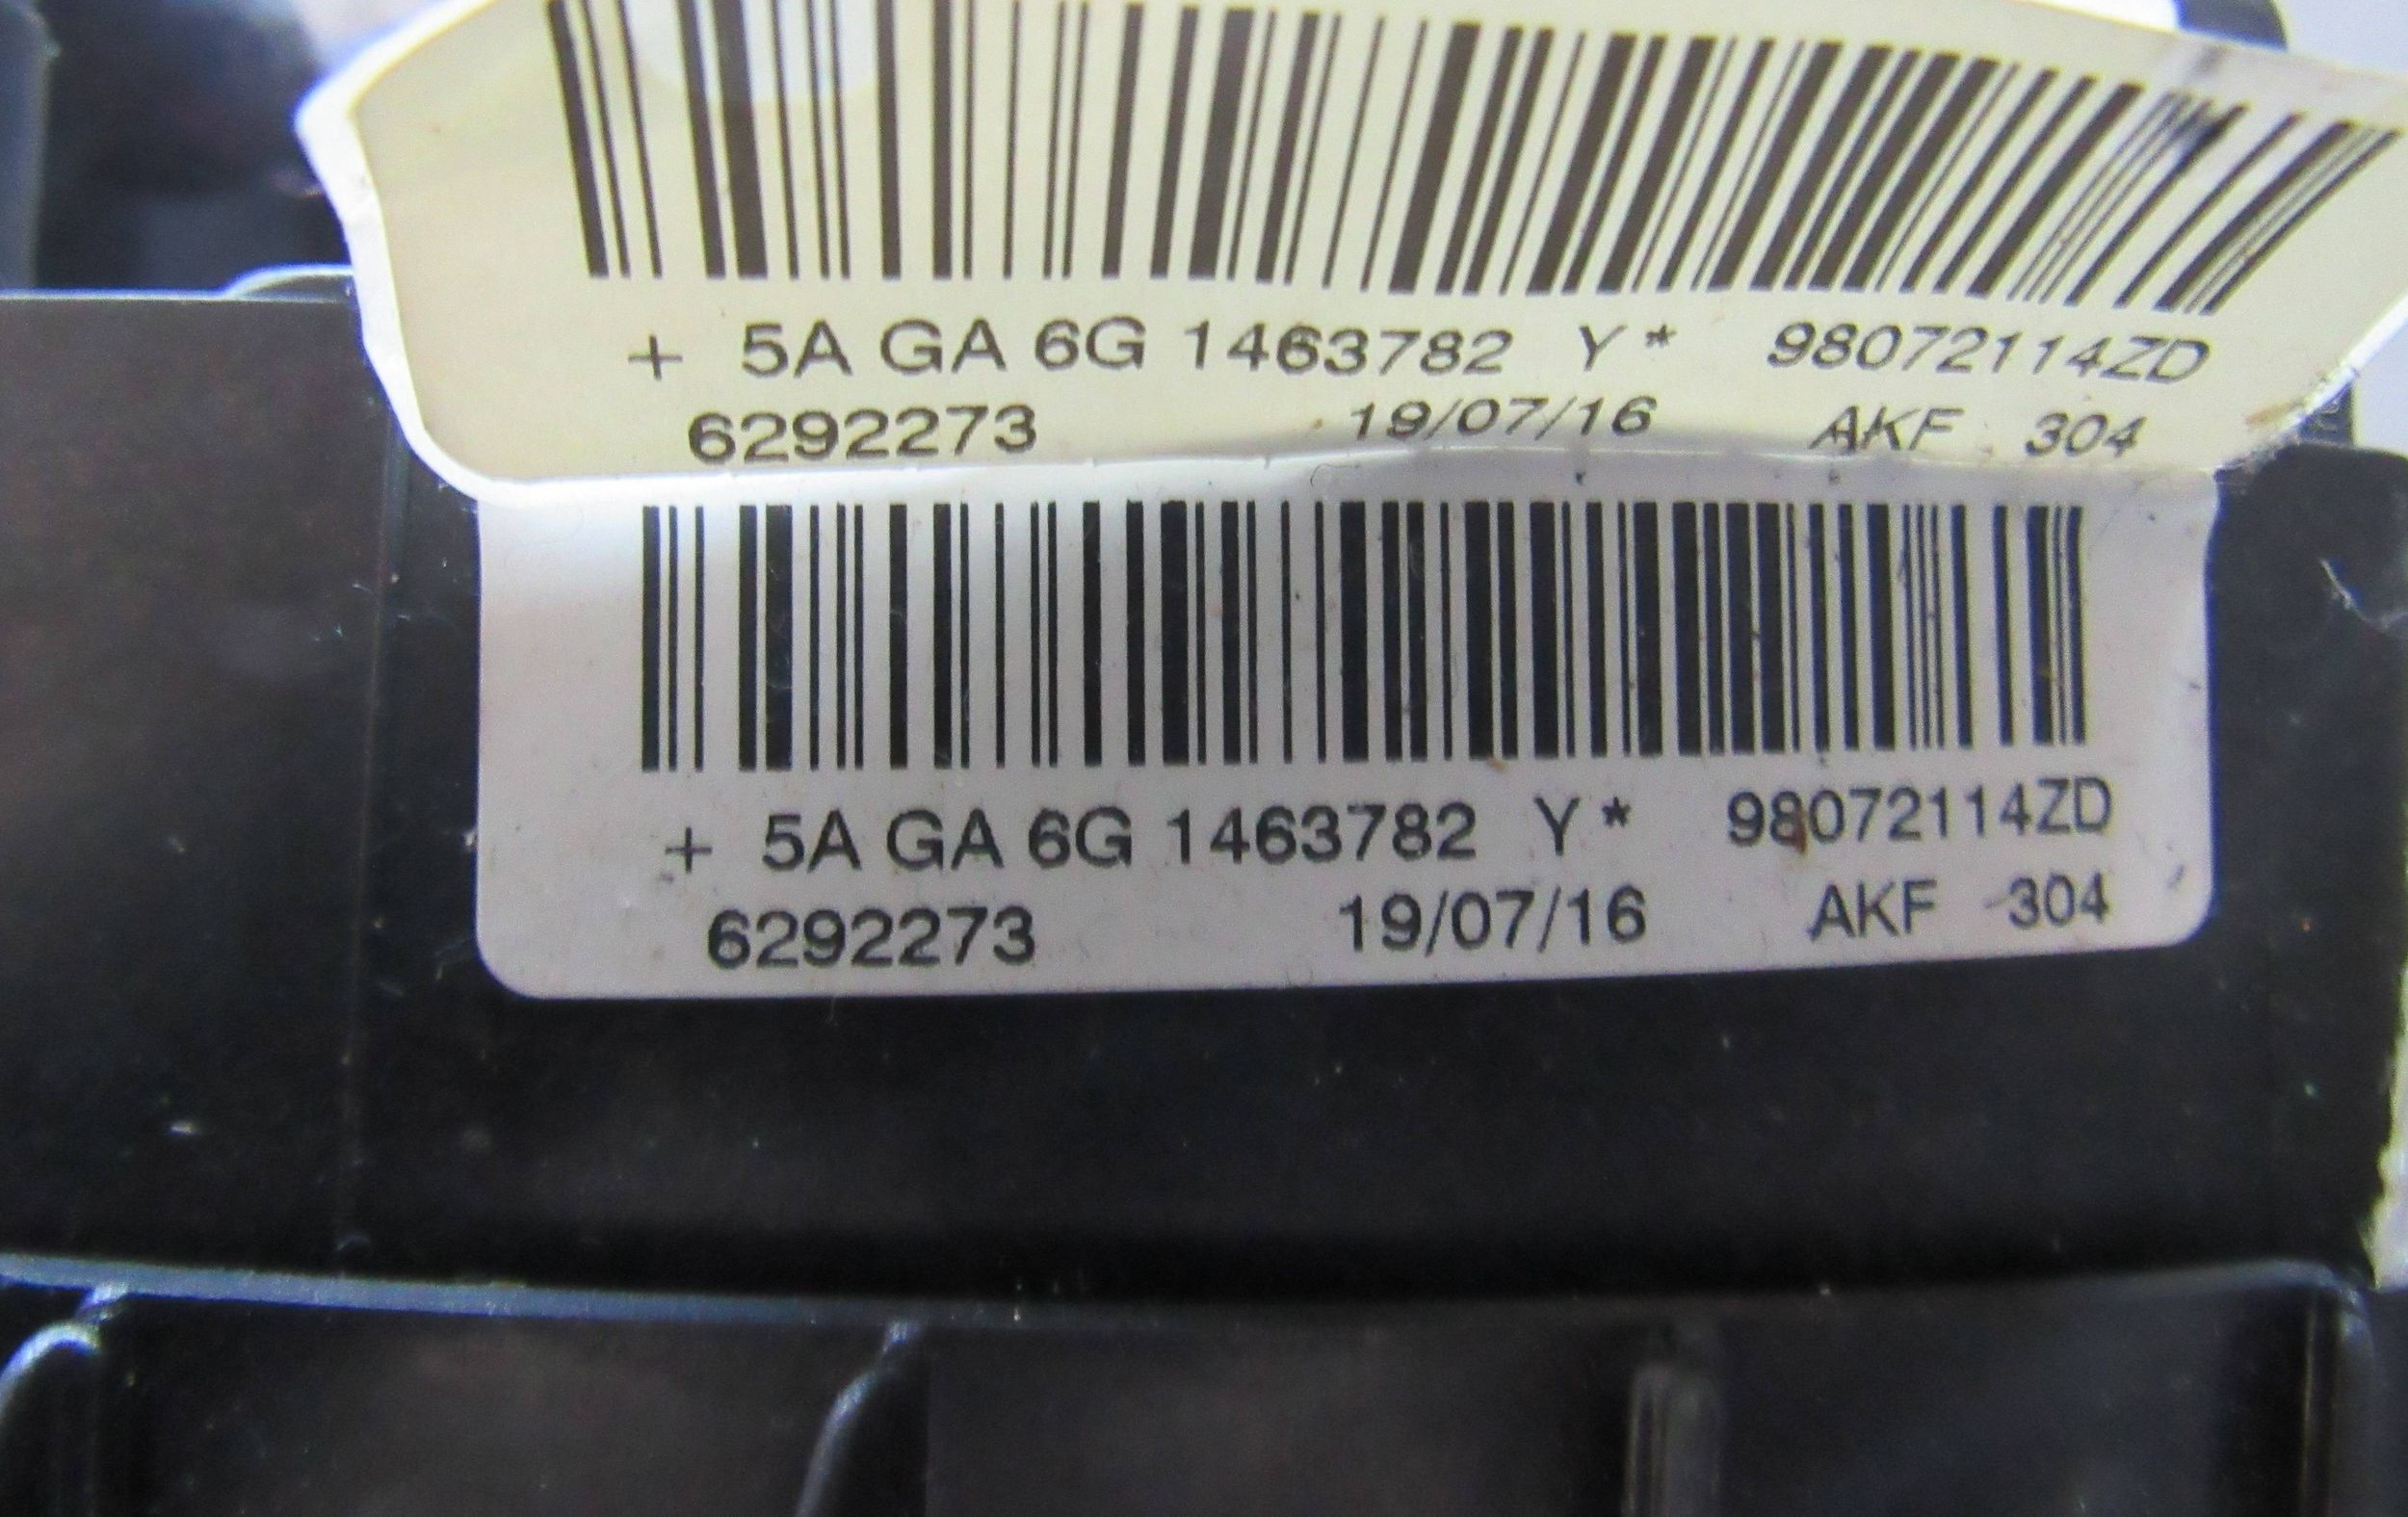 + 5A GA 6G 1463782 Y* 98072114ZD
6292273 19/07/16 AKF 304
+ 5A GA 6G 1463782 Y* 98072114ZD
6292273 19/07/16 AKF 304